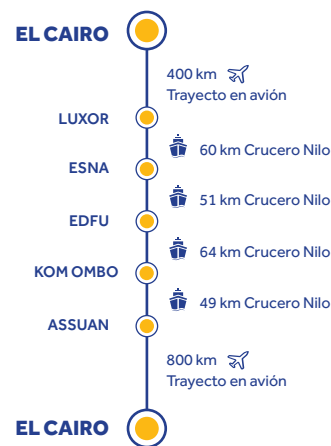 EL CAIRO
400 km
Trayecto en avión
LUXOR
60 km Crucero Nilo
ESNA
51 km Crucero Nilo
EDFU
64 km Crucero Nilo
KOM OMBO
49 km Crucero Nilo
ASSUAN
800 km
Trayecto en avión
EL CAIRO